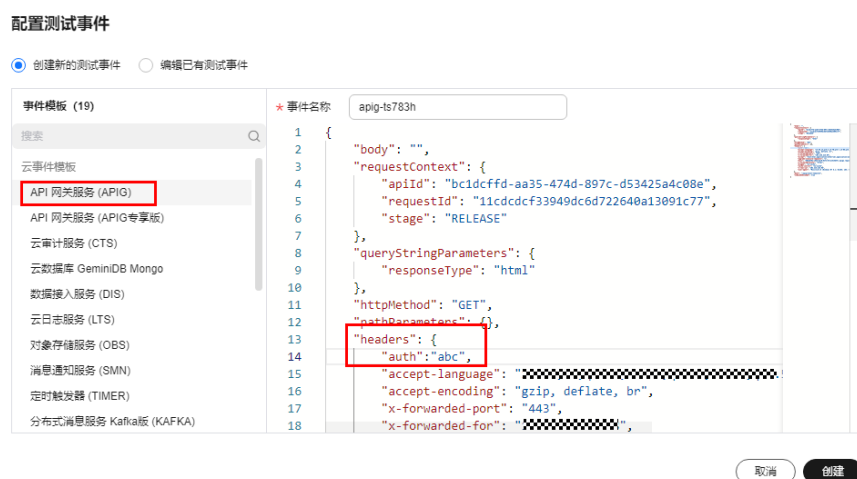 配置测试事件
创建新的测试事件 编辑已有测试事件
事件模板 (19)
搜索
云事件模板
API 网关服务 (APIG)
API 网关服务 (APIG专享版)
云审计服务 (CTS)
云数据库 GeminiDB Mongo
数据接入服务 (DIS)
云日志服务 (LTS)
对象存储服务 (OBS)
消息通知服务 (SMN)
定时触发器 (TIMER)
分布式消息服务 Kafka版 (KAFKA)
* 事件名称 apig-ts783h
1 {
2 "body": "",
3 "requestContext": {
4 "apiId": "bc1dcffd-aa35-474d-897c-d53425a4c08e",
5 "requestId": "11cdcdcf33949dc6d722640a13091c77",
6 "stage": "RELEASE"
7 },
8 "queryStringParameters": {
9 "responseType": "html"
10 },
11 "httpMethod": "GET",
12 "pathParameters": {},
13 "headers": {
14 "auth":"abc",
15 "accept-language": "
16 "accept-encoding": "gzip, deflate, br",
17 "x-forwarded-port": "443",
18 "x-forwarded-for": "",
取消 创建